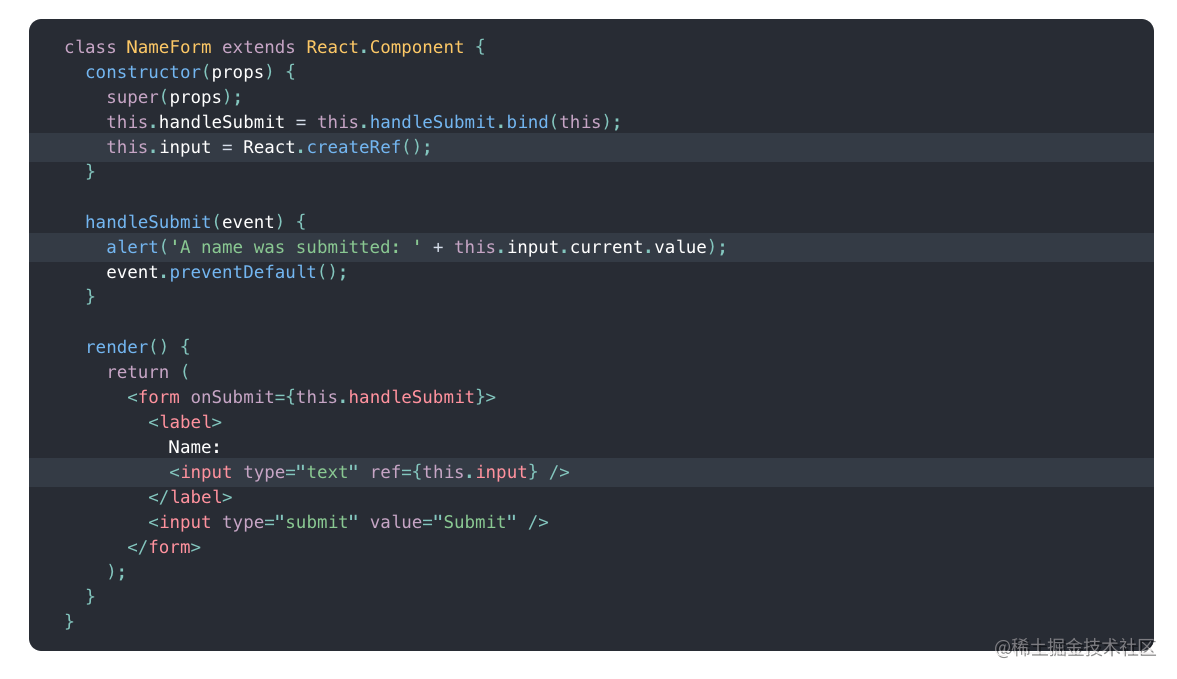 class NameForm extends React.Component {
  constructor(props) {
    super(props);
    this.handleSubmit = this.handleSubmit.bind(this);
    this.input = React.createRef();
  }

  handleSubmit(event) {
    alert('A name was submitted: ' + this.input.current.value);
    event.preventDefault();
  }

  render() {
    return (
      <form onSubmit={this.handleSubmit}>
        <label>
          Name:
          <input type="text" ref={this.input} />
        </label>
        <input type="submit" value="Submit" />
      </form>
    );
  }
}
@稀土掘金技术社区